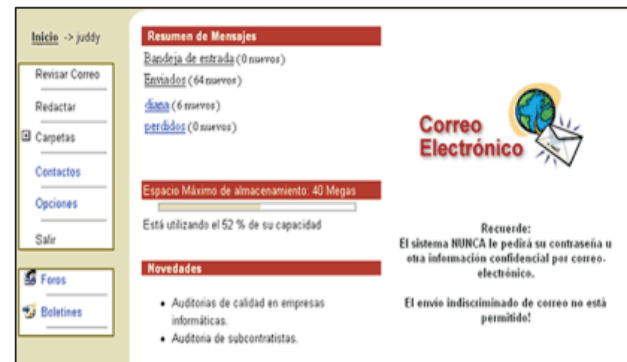 Inicio -> juddy
Revisar Correo
Redactar
Carpetas
Contactos
Opciones
Salir
Foros
Boletines
Resumen de Mensajes
Bandeja de entrada (0 nuevos)
Enviados (64 nuevos)
diana (6 nuevos)
perdidos (0 nuevos)
Espacio Máximo de almacenamiento: 40 Megas
Está utilizando el 52 % de su capacidad
Novedades
• Auditorias de calidad en empresas
informáticas.
• Auditoria de subcontratistas.
Correo
Electrónico
Recuerde:
El sistema NUNCA le pedirá su contraseña u
otra información confidencial por correo-
electrónico.
El envío indiscriminado de correo no está
permitido!